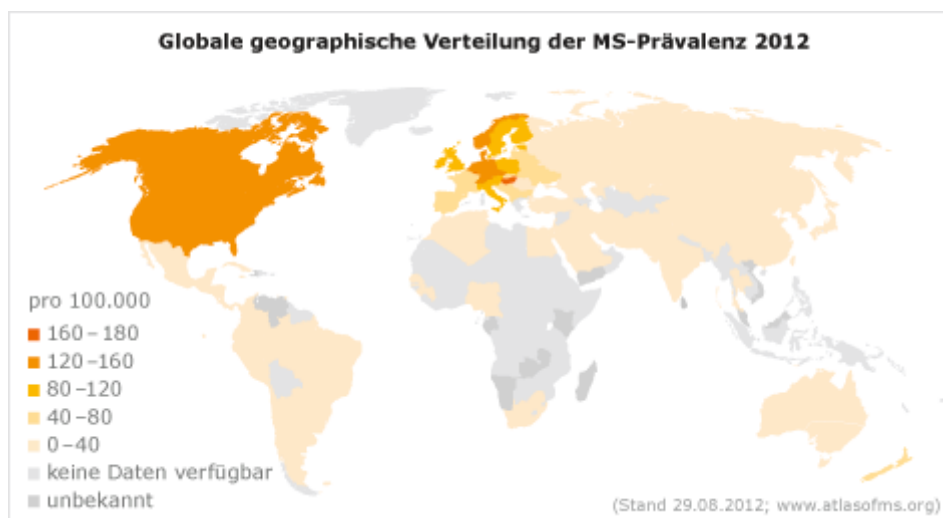 Globale geographische Verteilung der MS-Prävalenz 2012
pro 100.000
160–180
120–160
80–120
40–80
0–40
keine Daten verfügbar
unbekannt
(Stand 29.08.2012; www.atlasofms.org)